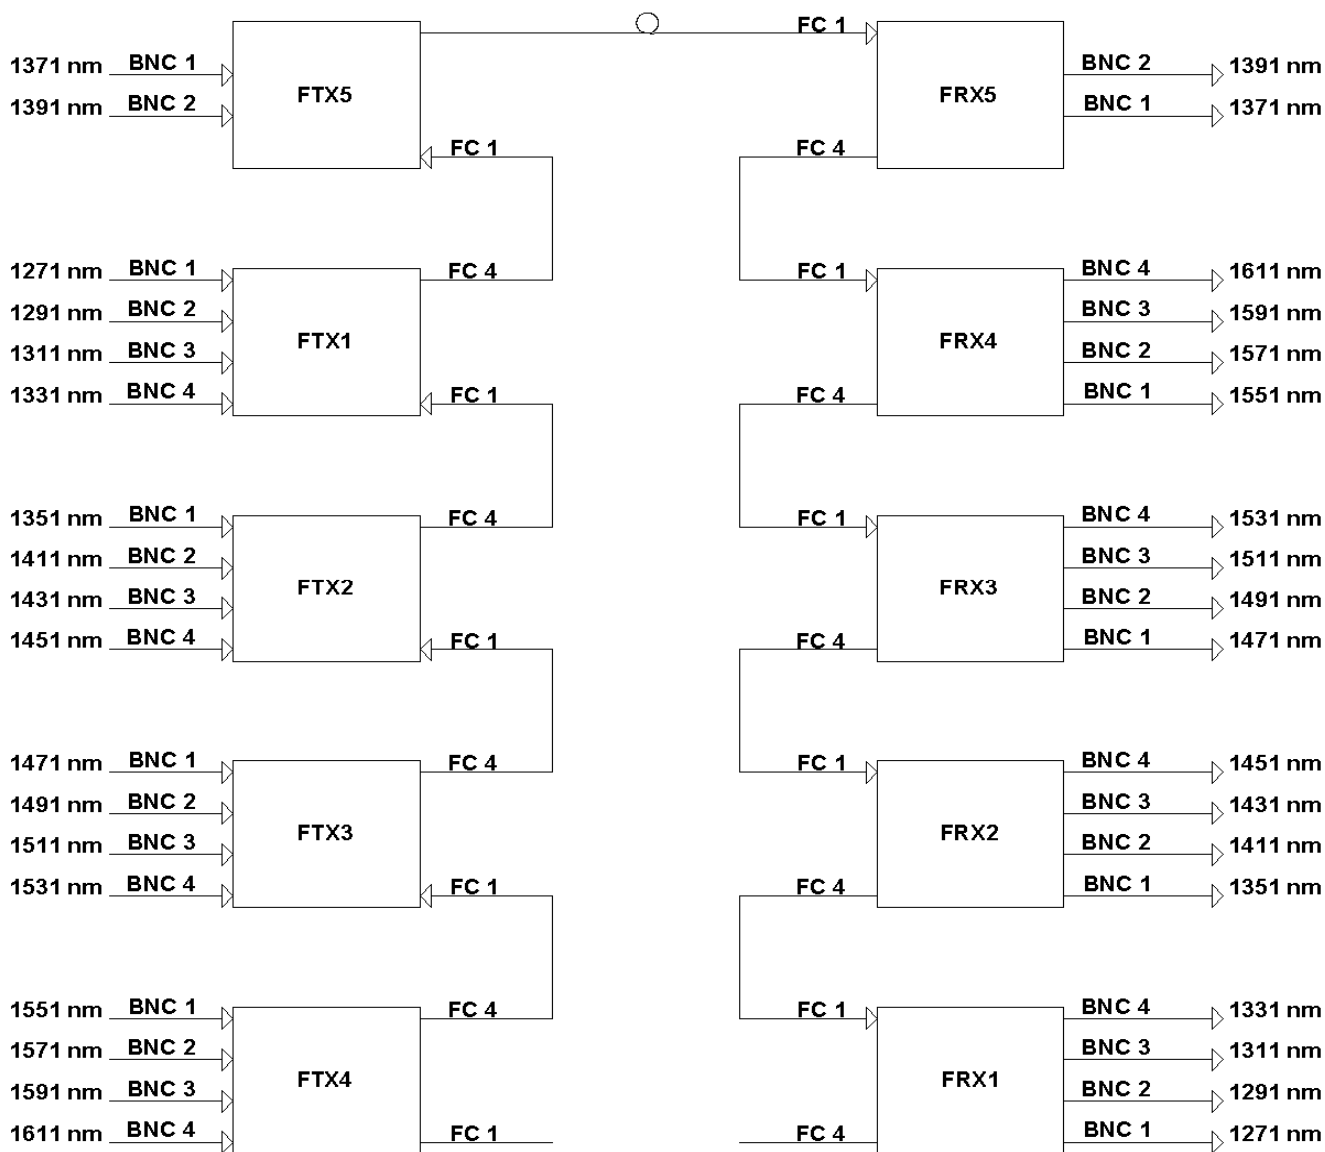 FC 1
1371 nm BNC 1 BNC 2 1391 nm
1391 nm BNC 2 FTX5 FRX5 BNC 1 1371 nm
FC 1 FC 4
1271 nm BNC 1 FC 4 FC 1 BNC 4 1611 nm
1291 nm BNC 2 BNC 3 1591 nm
FTX1 FRX4
1311 nm BNC 3 BNC 2 1571 nm
1331 nm BNC 4 FC 1 FC 4 BNC 1 1551 nm
1351 nm BNC 1 FC 4 FC 1 BNC 4 1531 nm
1411 nm BNC 2 BNC 3 1511 nm
FTX2 FRX3
1431 nm BNC 3 BNC 2 1491 nm
1451 nm BNC 4 FC 1 FC 4 BNC 1 1471 nm
1471 nm BNC 1 FC 4 FC 1 BNC 4 1451 nm
1491 nm BNC 2 BNC 3 1431 nm
FTX3 FRX2
1511 nm BNC 3 BNC 2 1411 nm
1531 nm BNC 4 FC 1 FC 4 BNC 1 1351 nm
1551 nm BNC 1 FC 4 FC 1 BNC 4 1331 nm
1571 nm BNC 2 BNC 3 1311 nm
FTX4 FRX1
1591 nm BNC 3 BNC 2 1291 nm
1611 nm BNC 4 FC 1 FC 4 BNC 1 1271 nm